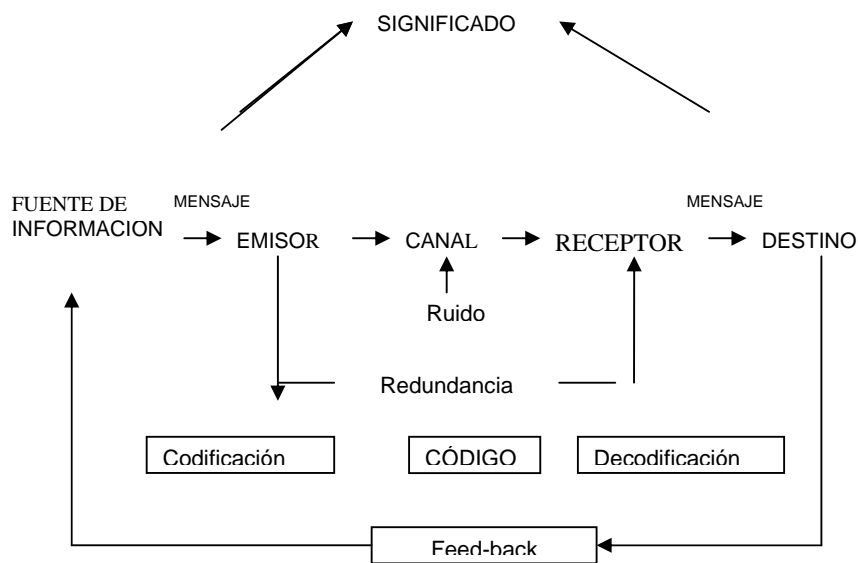 SIGNIFICADO
FUENTE DE
INFORMACION
MENSAJE
EMISOR
CANAL
RECEPTOR
MENSAJE
DESTINO
Ruido
Redundancia
Codificación
CÓDIGO
Decodificación
Feed-back